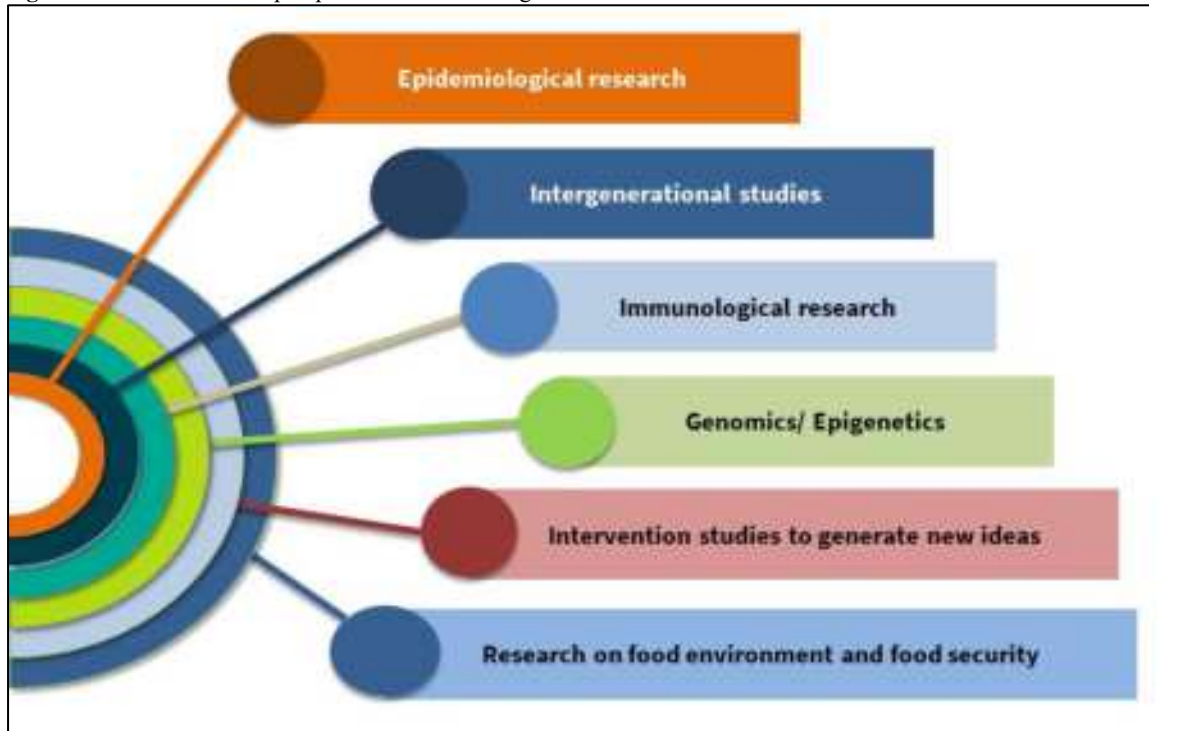 Epidemiological research
Intergenerational studies
Immunological research
Genomics/ Epigenetics
Intervention studies to generate new ideas
Research on food environment and food security